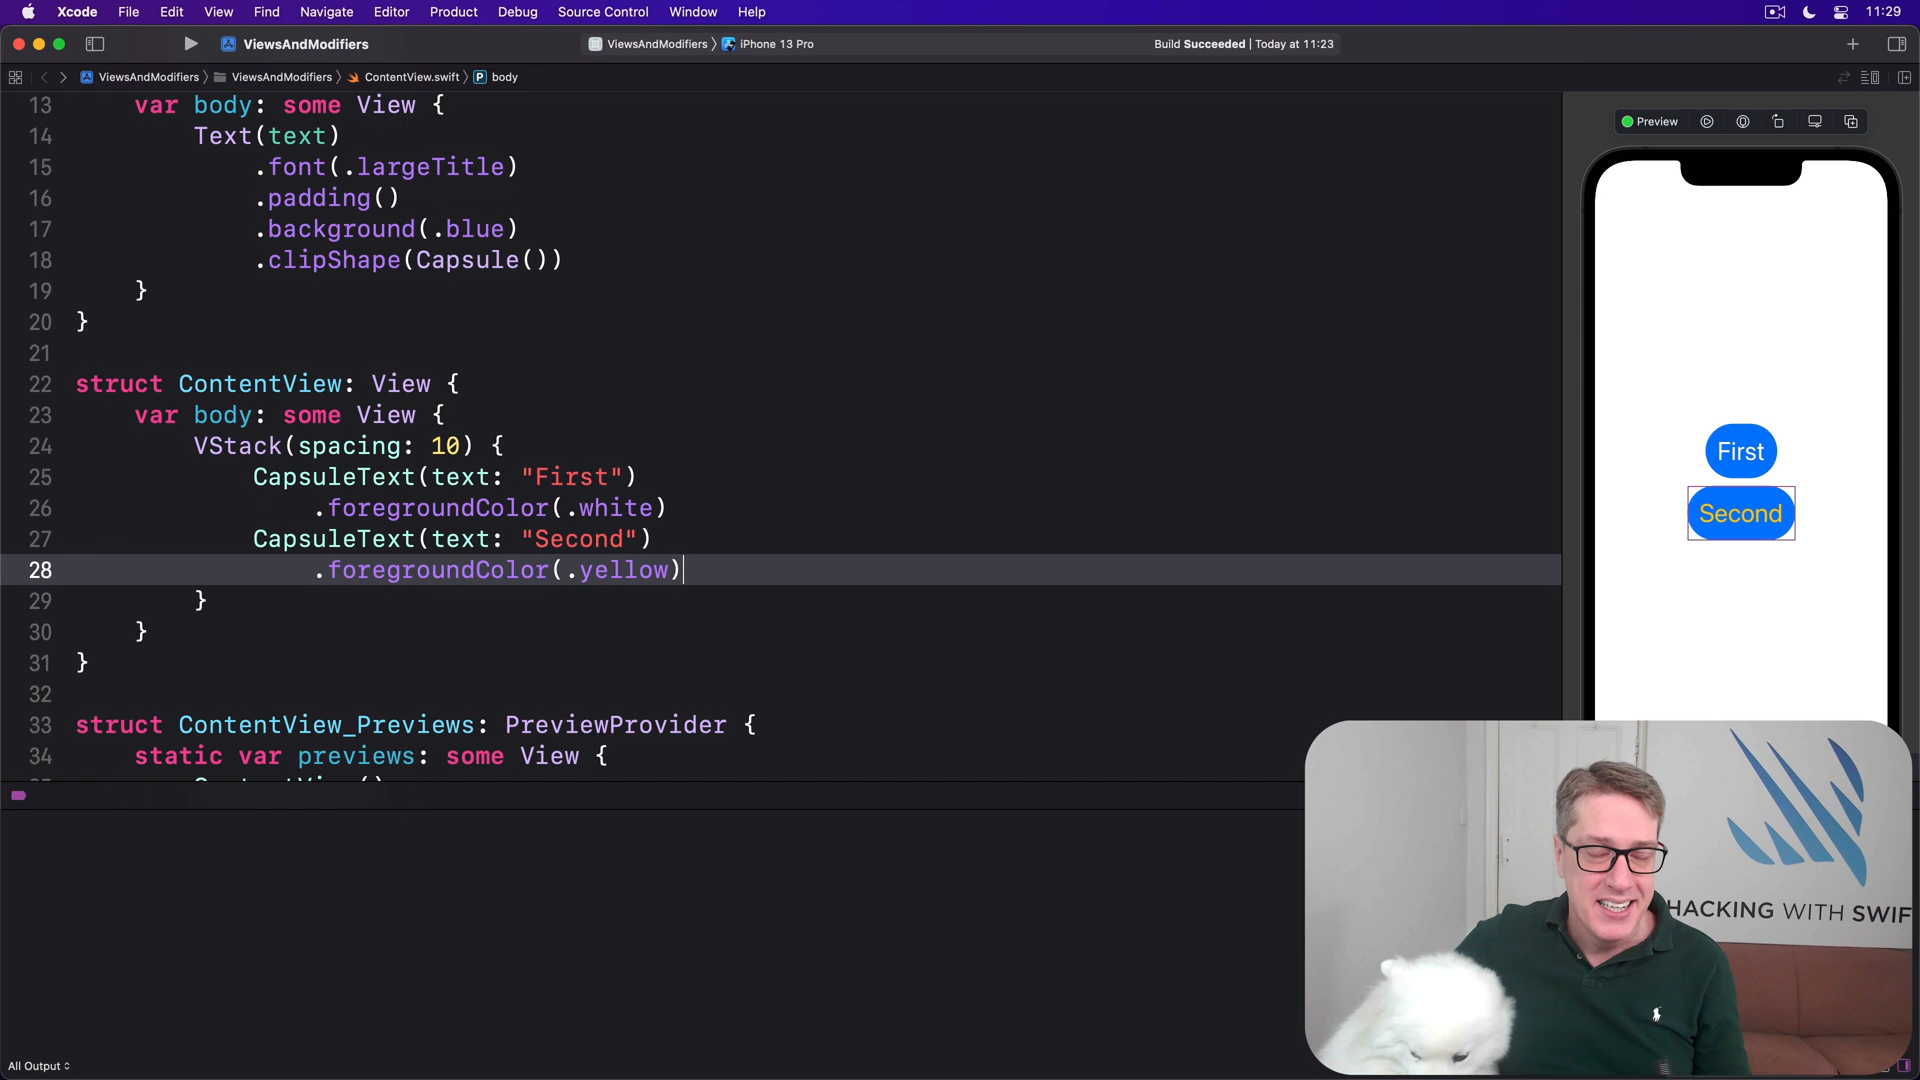 Xcode File Edit View Find Navigate Editor Product Debug Source Control Window Help 11:29
ViewsAndModifiers ViewsAndModifiers iPhone 13 Pro Build Succeeded | Today at 11:23
ViewsAndModifiers ViewsAndModifiers ContentView.swift P body
13 var body: some View {
14 Text(text)
15 .font(.largeTitle)
16 .padding()
17 .background(.blue)
18 .clipShape(Capsule())
19 }
20 }
21
22 struct ContentView: View {
23 var body: some View {
24 VStack(spacing: 10) {
25 CapsuleText(text: "First")
26 .foregroundColor(.white)
27 CapsuleText(text: "Second")
28 .foregroundColor(.yellow)
29 }
30 }
31 }
32
33 struct ContentView_Previews: PreviewProvider {
34 static var previews: some View {
Preview
First
Second
HACKING WITH SWIF
All Output